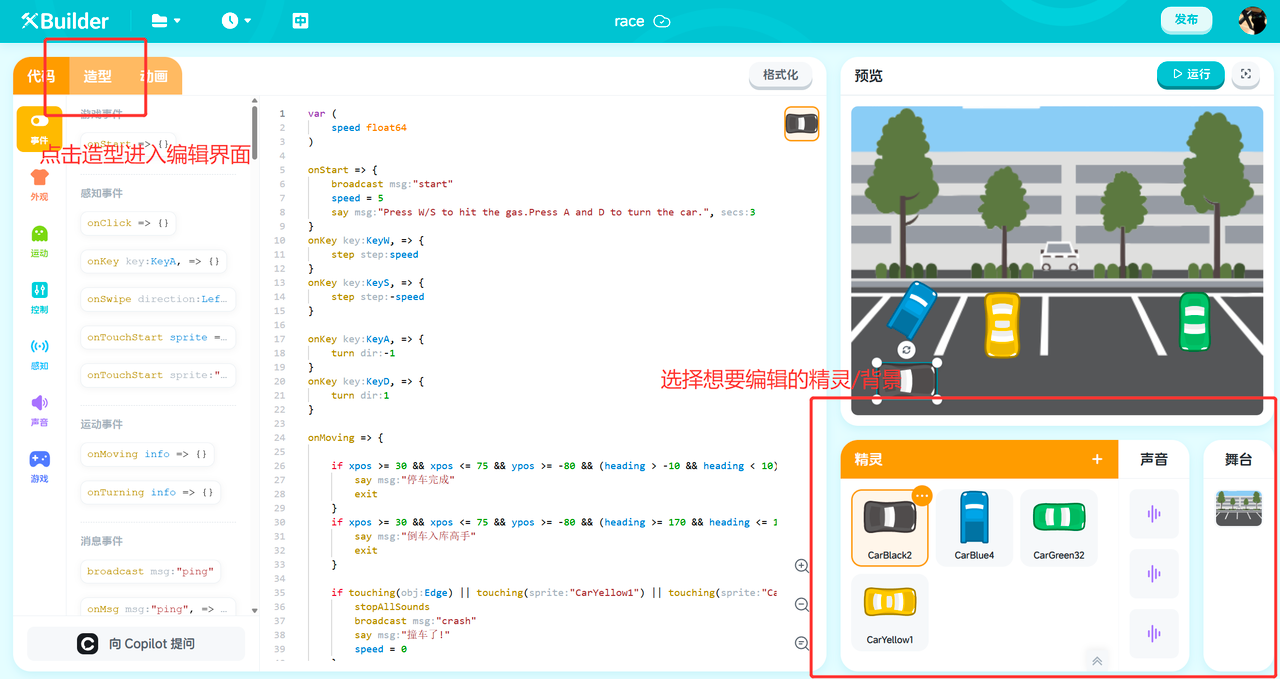 XBuilder
race
发布
代码 造型 动画
格式化
预览
运行
事件
外观
运动
控制
感知
声音
游戏
游戏事件
onStart => {}
点击造型进入编辑界面
感知事件
onClick => {}
onKey key:KeyA, => {}
onSwipe direction:Lef…
onTouchStart sprite =…
onTouchStart sprite:"…
运动事件
onMoving info => {}
onTurning info => {}
消息事件
broadcast msg:"ping"
onMsg msg:"ping", => …
向 Copilot 提问
1 var (
2 speed float64
3 )
4
5 onStart => {
6 broadcast msg:"start"
7 speed = 5
8 say msg:"Press W/S to hit the gas.Press A and D to turn the car.", secs:3
9 }
10 onKey key:KeyW, => {
11 step step:speed
12 }
13 onKey key:KeyS, => {
14 step step:-speed
15 }
16
17 onKey key:KeyA, => {
18 turn dir:-1
19 }
20 onKey key:KeyD, => {
21 turn dir:1
22 }
23
24 onMoving => {
25
26 if xpos >= 30 && xpos <= 75 && ypos >= -80 && (heading > -10 && heading < 10)
27 say msg:"停车完成"
28 exit
29 }
30 if xpos >= 30 && xpos <= 75 && ypos >= -80 && (heading >= 170 && heading <= 1
31 say msg:"倒车入库高手"
32 exit
33 }
34
35 if touching(obj:Edge) || touching(sprite:"CarYellow1") || touching(sprite:"Ca
36 stopAllSounds
37 broadcast msg:"crash"
38 say msg:"撞车了!"
39 speed = 0
选择想要编辑的精灵/背景
精灵 +
声音
舞台
CarBlack2
CarBlue4
CarGreen32
CarYellow1